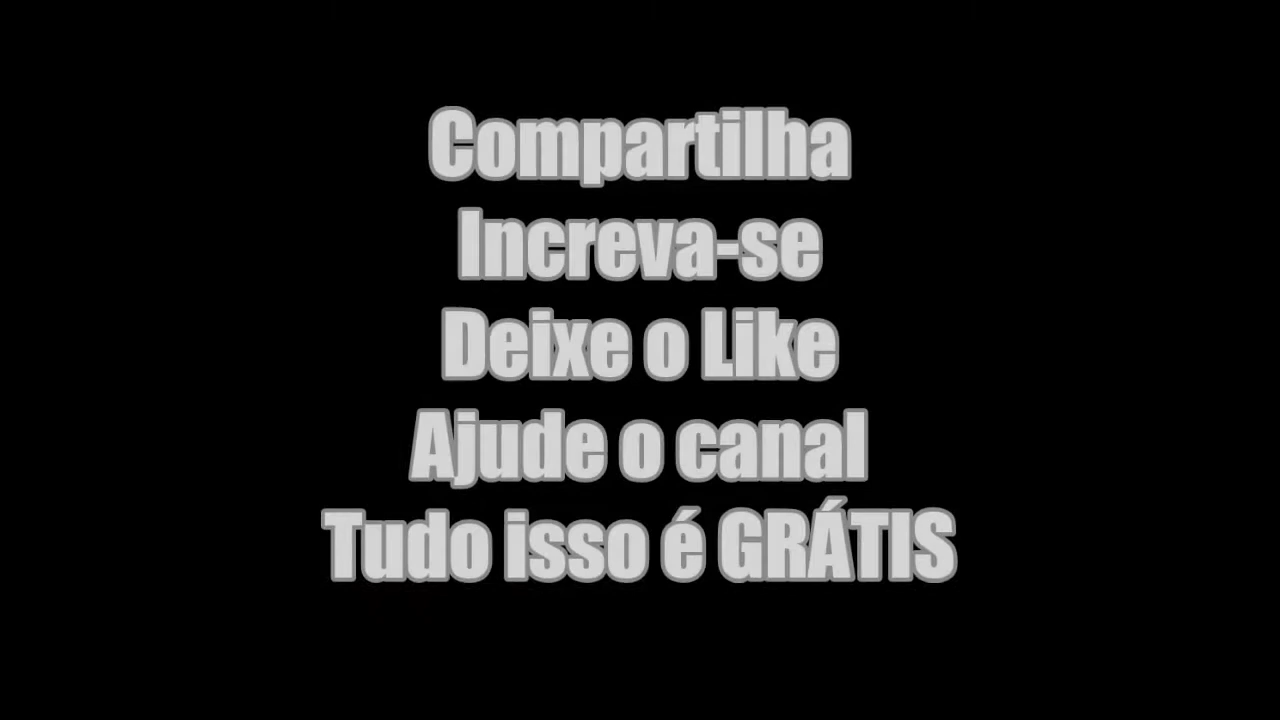 Compartilha
Increva-se
Deixe o Like
Ajude o canal
Tudo isso é GRÁTIS